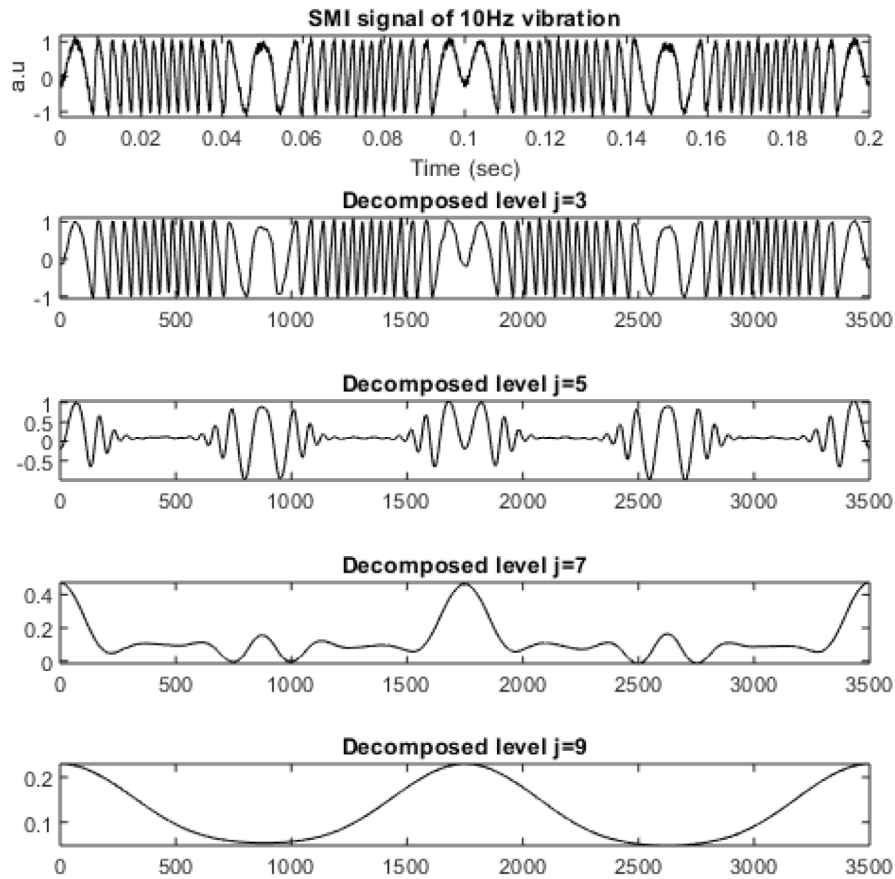 SMI signal of 10Hz vibration
1
0
-1
a.u
0 0.02 0.04 0.06 0.08 0.1 0.12 0.14 0.16 0.18 0.2
Time (sec)
Decomposed level j=3
1
0
-1
0 500 1000 1500 2000 2500 3000 3500
Decomposed level j=5
1
0.5
0
-0.5
0 500 1000 1500 2000 2500 3000 3500
Decomposed level j=7
0.4
0.2
0
0 500 1000 1500 2000 2500 3000 3500
Decomposed level j=9
0.2
0.1
0 500 1000 1500 2000 2500 3000 3500